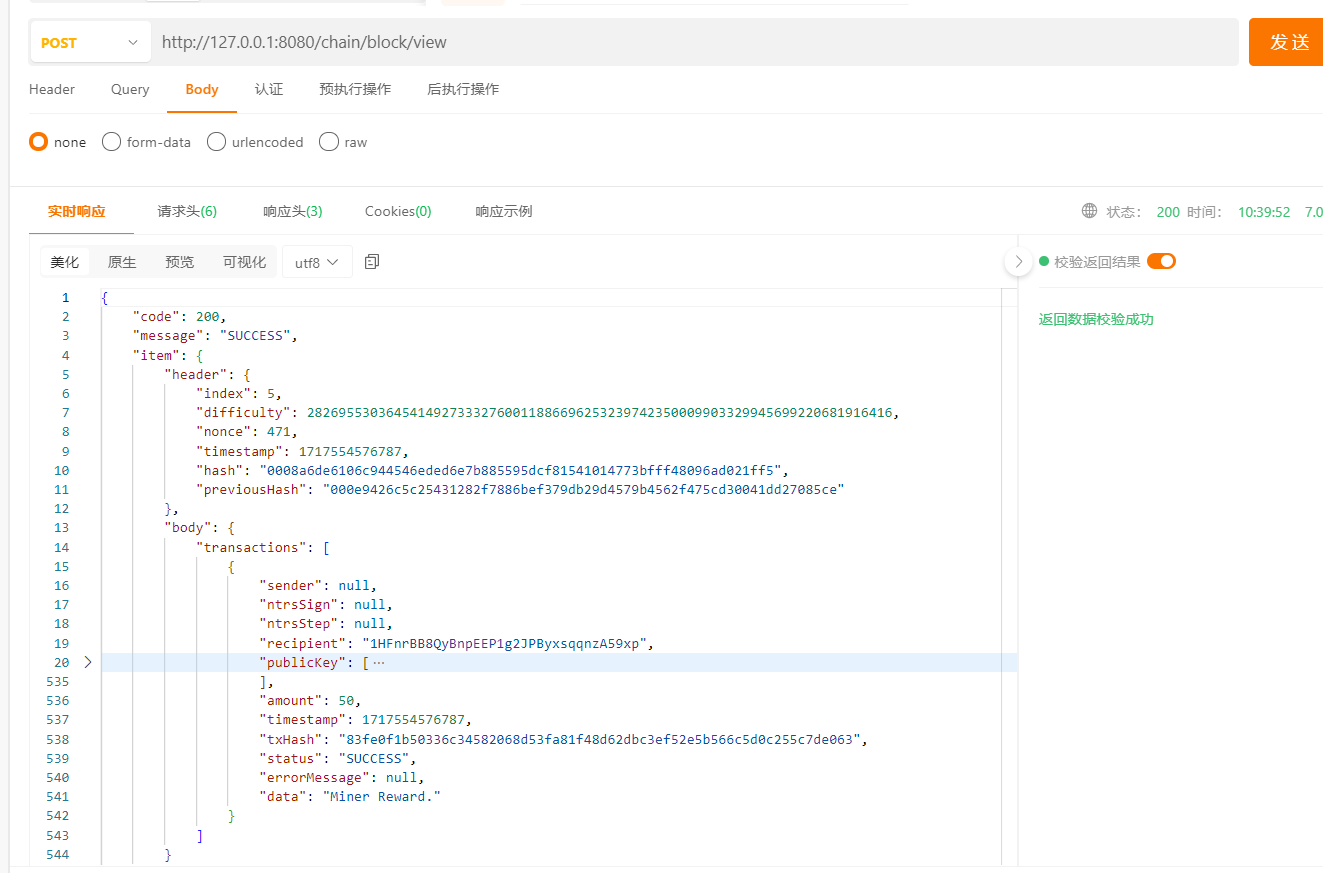 POST http://127.0.0.1:8080/chain/block/view 发送
Header Query Body 认证 预执行操作 后执行操作
none form-data urlencoded raw
实时响应 请求头(6) 响应头(3) Cookies(0) 响应示例 状态： 200 时间： 10:39:52 7.0
美化 原生 预览 可视化 utf8 校验返回结果
返回数据校验成功
1 {
2 "code": 200,
3 "message": "SUCCESS",
4 "item": {
5 "header": {
6 "index": 5,
7 "difficulty": 28269553036454149273332760011886696253239742350009903329945699220681916416,
8 "nonce": 471,
9 "timestamp": 1717554576787,
10 "hash": "0008a6de6106c944546eded6e7b885595dcf81541014773bfff48096ad021ff5",
11 "previousHash": "000e9426c5c25431282f7886bef379db29d4579b4562f475cd30041dd27085ce"
12 },
13 "body": {
14 "transactions": [
15 {
16 "sender": null,
17 "ntrsSign": null,
18 "ntrsStep": null,
19 "recipient": "1HFnrBB8QyBnpEEP1g2JPByxsqqnzA59xp",
20 "publicKey": [ ···
535 ],
536 "amount": 50,
537 "timestamp": 1717554576787,
538 "txHash": "83fe0f1b50336c34582068d53fa81f48d62dbc3ef52e5b566c5d0c255c7de063",
539 "status": "SUCCESS",
540 "errorMessage": null,
541 "data": "Miner Reward."
542 }
543 ]
544 }